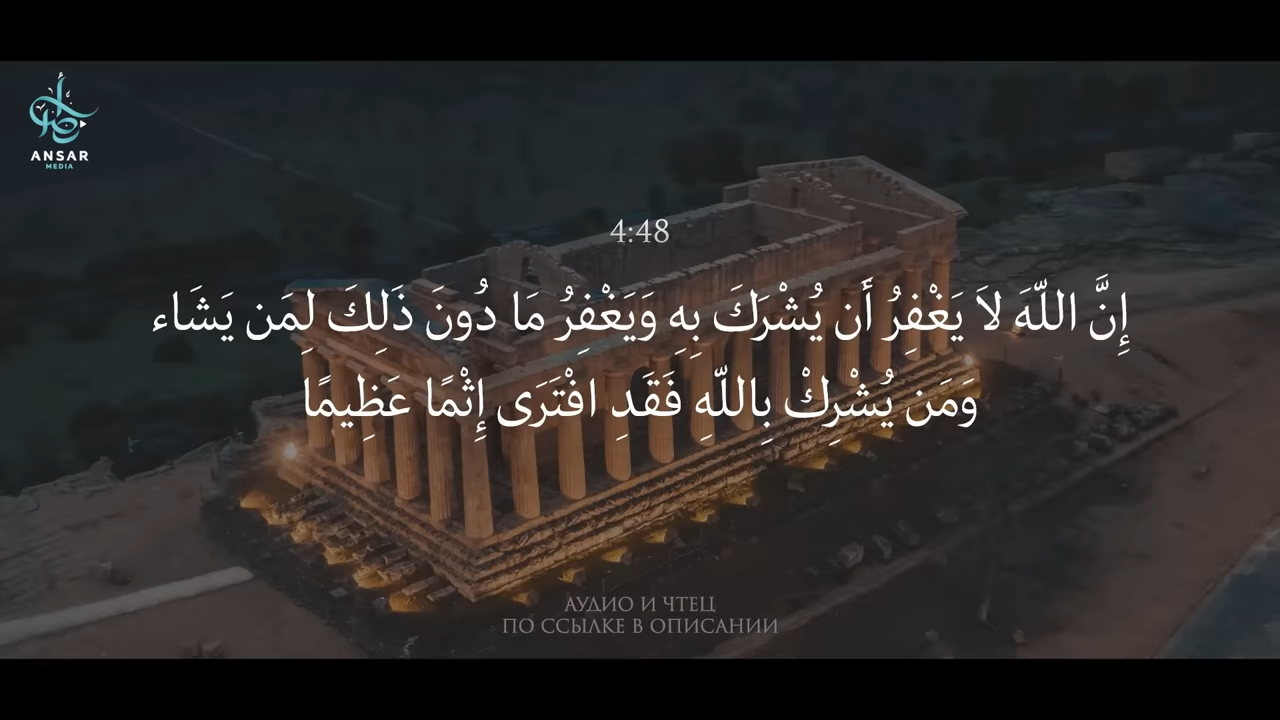 ANSAR
MEDIA
4:48
إِنَّ اللّهَ لاَ يَغْفِرُ أَن يُشْرَكَ بِهِ وَيَغْفِرُ مَا دُونَ ذَلِكَ لِمَن يَشَاء
وَمَن يُشْرِكْ بِاللّهِ فَقَدِ افْتَرَى إِثْمًا عَظِيمًا
АУДИО И ЧТЕЦ
ПО ССЫЛКЕ В ОПИСАНИИ